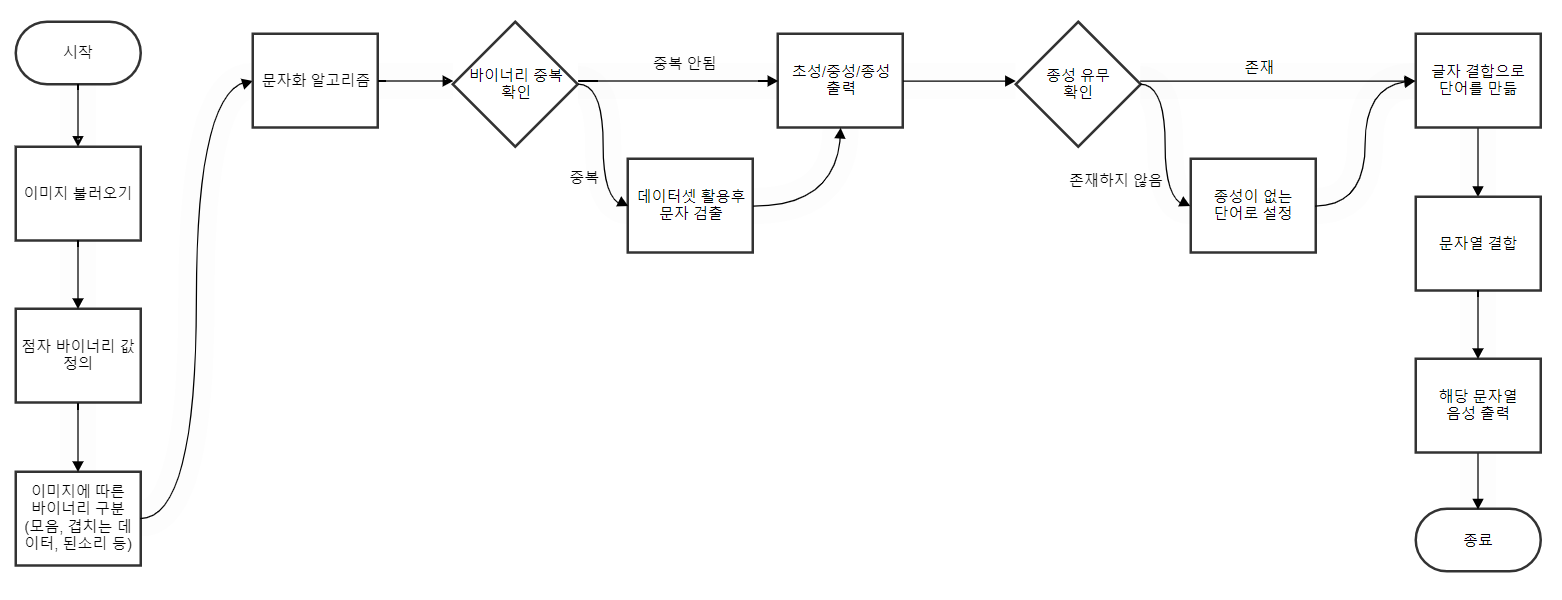 시작
이미지 불러오기
점자 바이너리 값
정의
이미지에 따른
바이너리 구분
(모음, 겹치는 데
이터, 된소리 등)
문자화 알고리즘
바이너리 중복
확인
중복 안됨
중복
데이터셋 활용후
문자 검출
초성/중성/종성
출력
종성 유무
확인
존재
존재하지 않음
종성이 없는
단어로 설정
글자 결합으로
단어를 만듦
문자열 결합
해당 문자열
음성 출력
종료